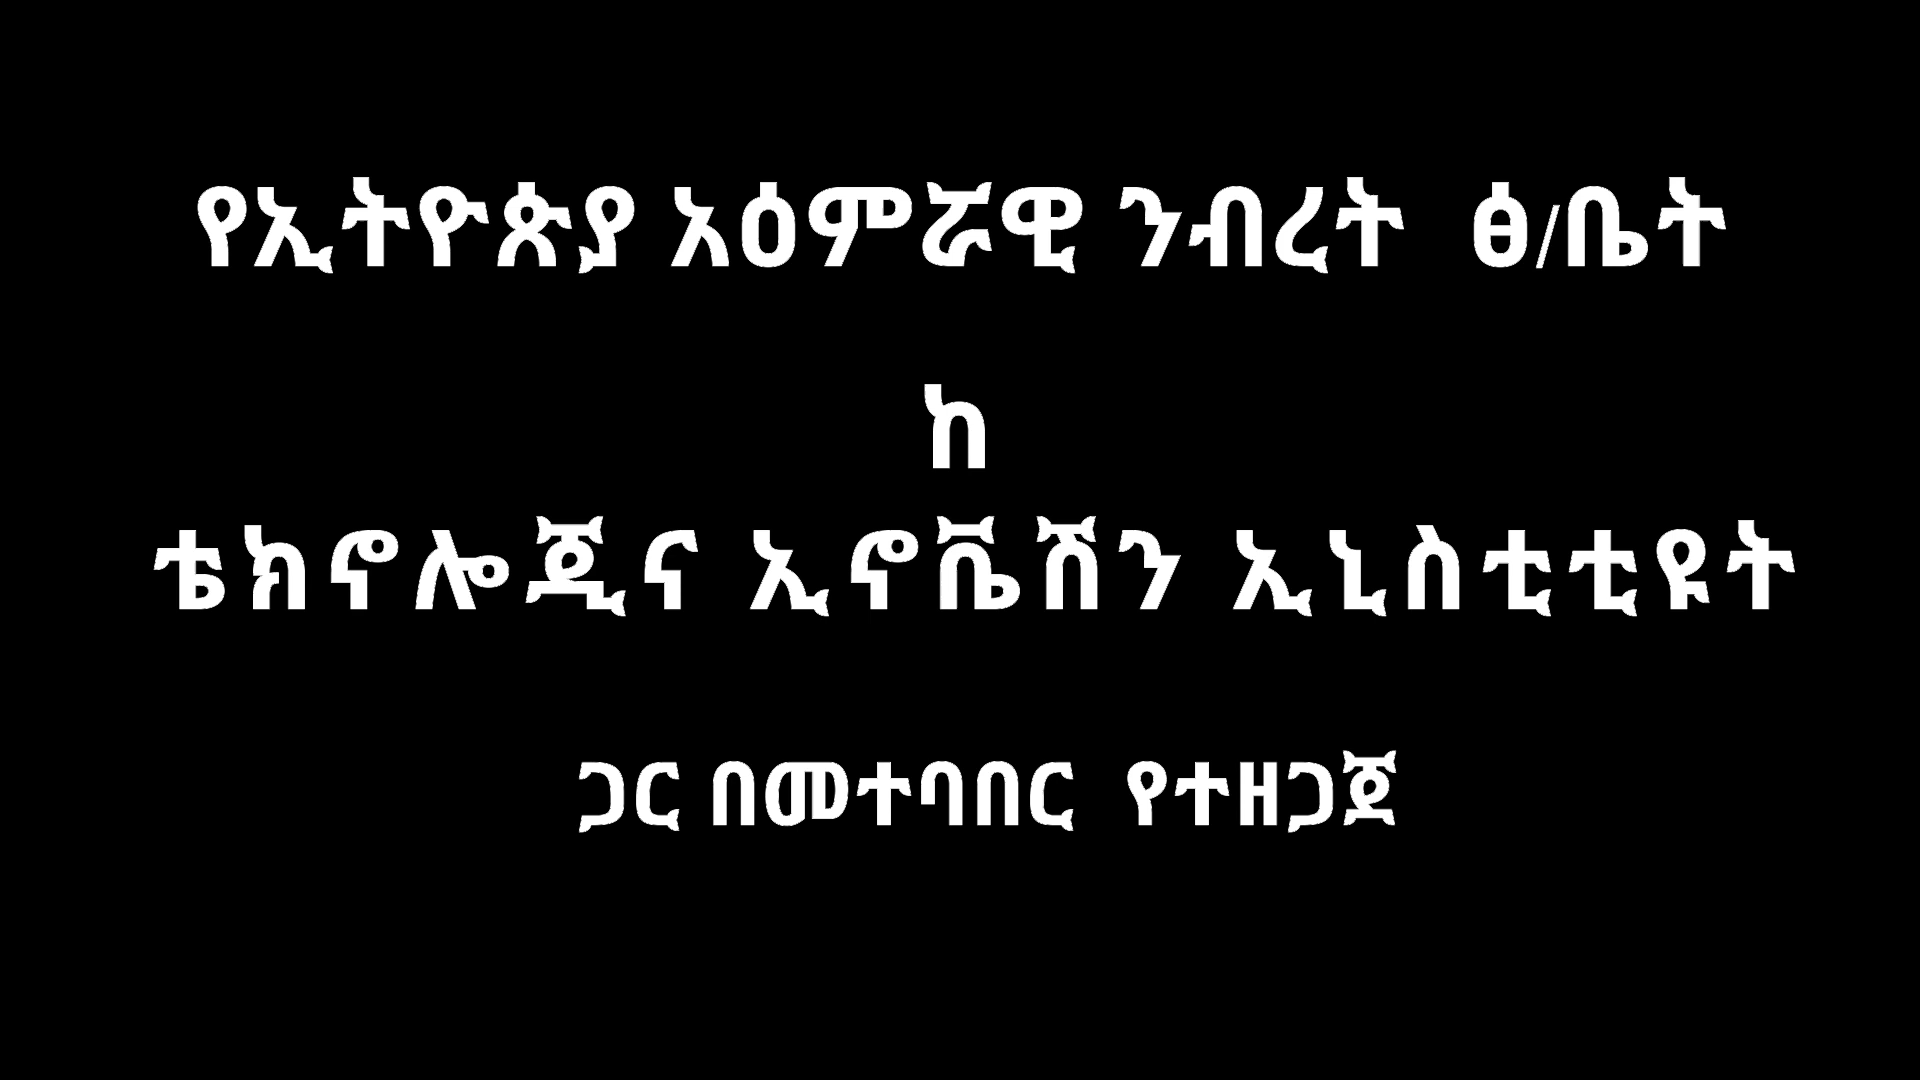 የኢትዮጵያ አዕምሯዊ ንብረት ፅ/ቤት
ከ
ቴክኖሎጂና ኢኖቬሽን ኢኒስቲቲዩት
ጋር በመተባበር የተዘጋጀ